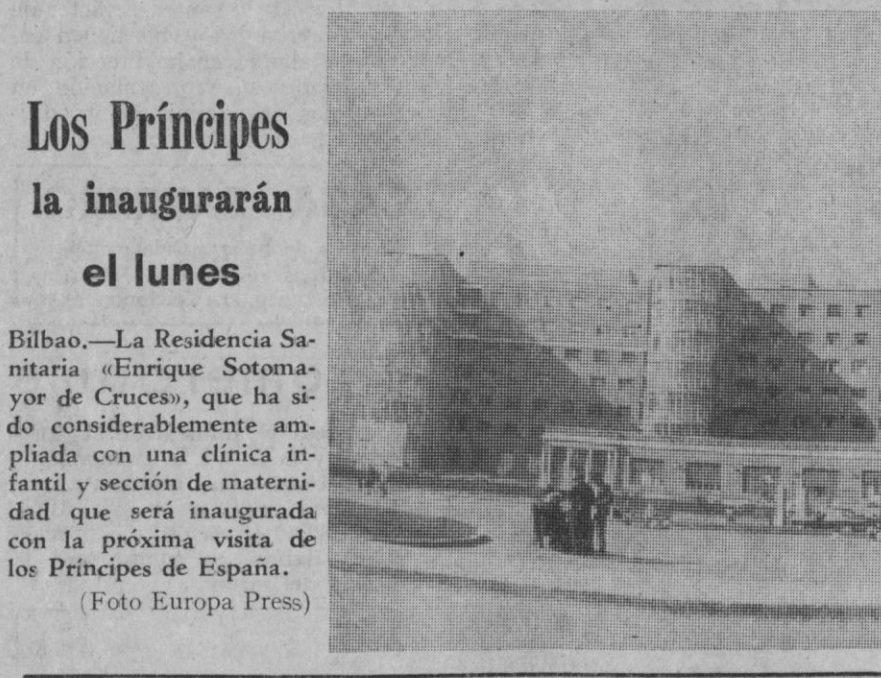 Los Príncipes
la inaugurarán
el lunes
Bilbao.—La Residencia Sa-
nitaria «Enrique Sotoma-
yor de Cruces», que ha si-
do considerablemente am-
pliada con una clínica in-
fantil y sección de materni-
dad que será inaugurada
con la próxima visita de
los Príncipes de España.
(Foto Europa Press)